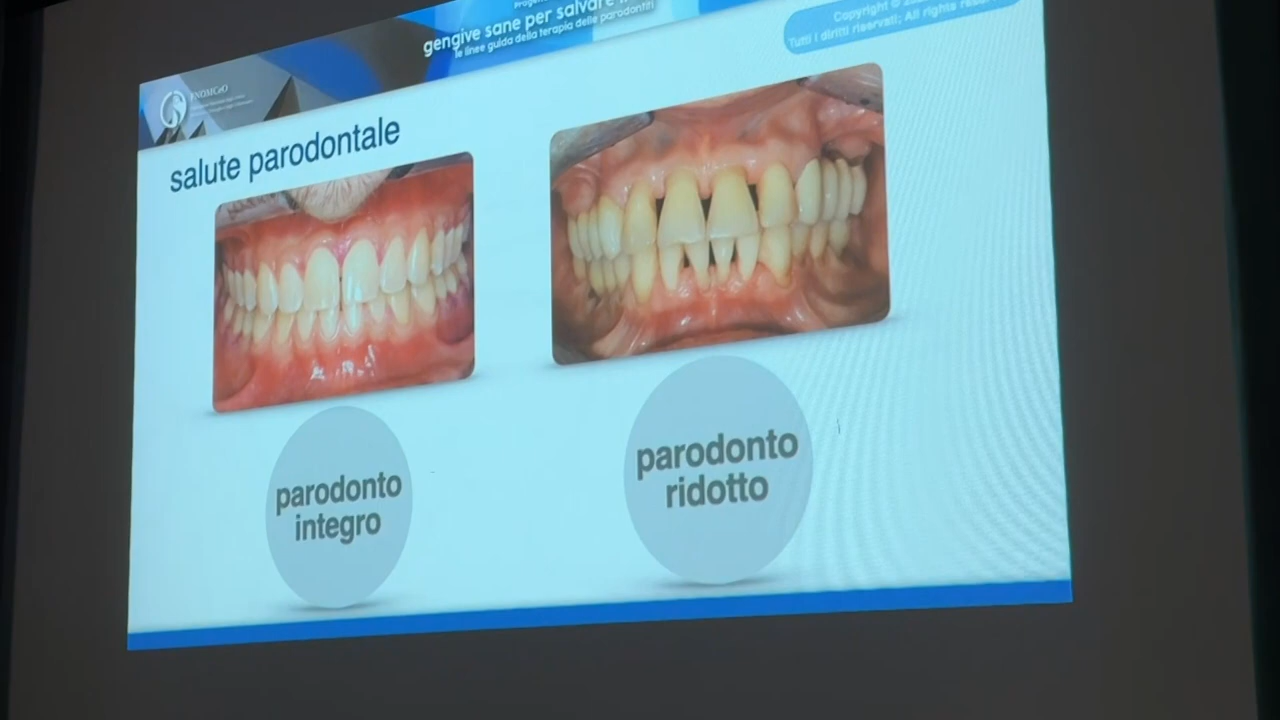 FNOMCeO
gengive sane per salvare
le linee guida della terapia delle parodontiti
Copyright ©
Tutti i diritti riservati; All rights
salute parodontale
parodonto
integro
parodonto
ridotto